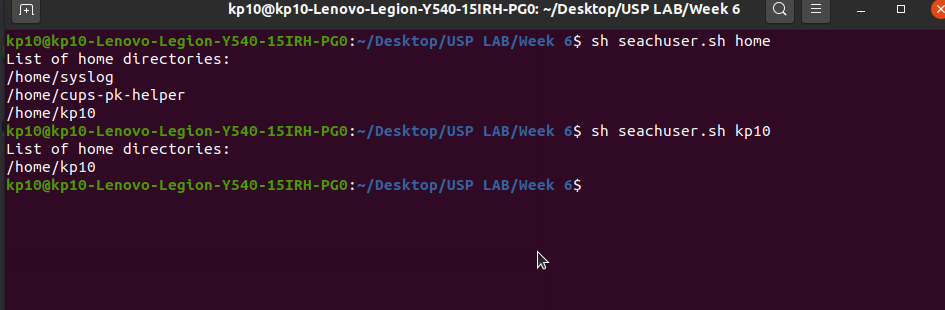 kp10@kp10-Lenovo-Legion-Y540-15IRH-PG0: ~/Desktop/USP LAB/Week 6
kp10@kp10-Lenovo-Legion-Y540-15IRH-PG0:~/Desktop/USP LAB/Week 6$ sh seachuser.sh home
List of home directories:
/home/syslog
/home/cups-pk-helper
/home/kp10
kp10@kp10-Lenovo-Legion-Y540-15IRH-PG0:~/Desktop/USP LAB/Week 6$ sh seachuser.sh kp10
List of home directories:
/home/kp10
kp10@kp10-Lenovo-Legion-Y540-15IRH-PG0:~/Desktop/USP LAB/Week 6$